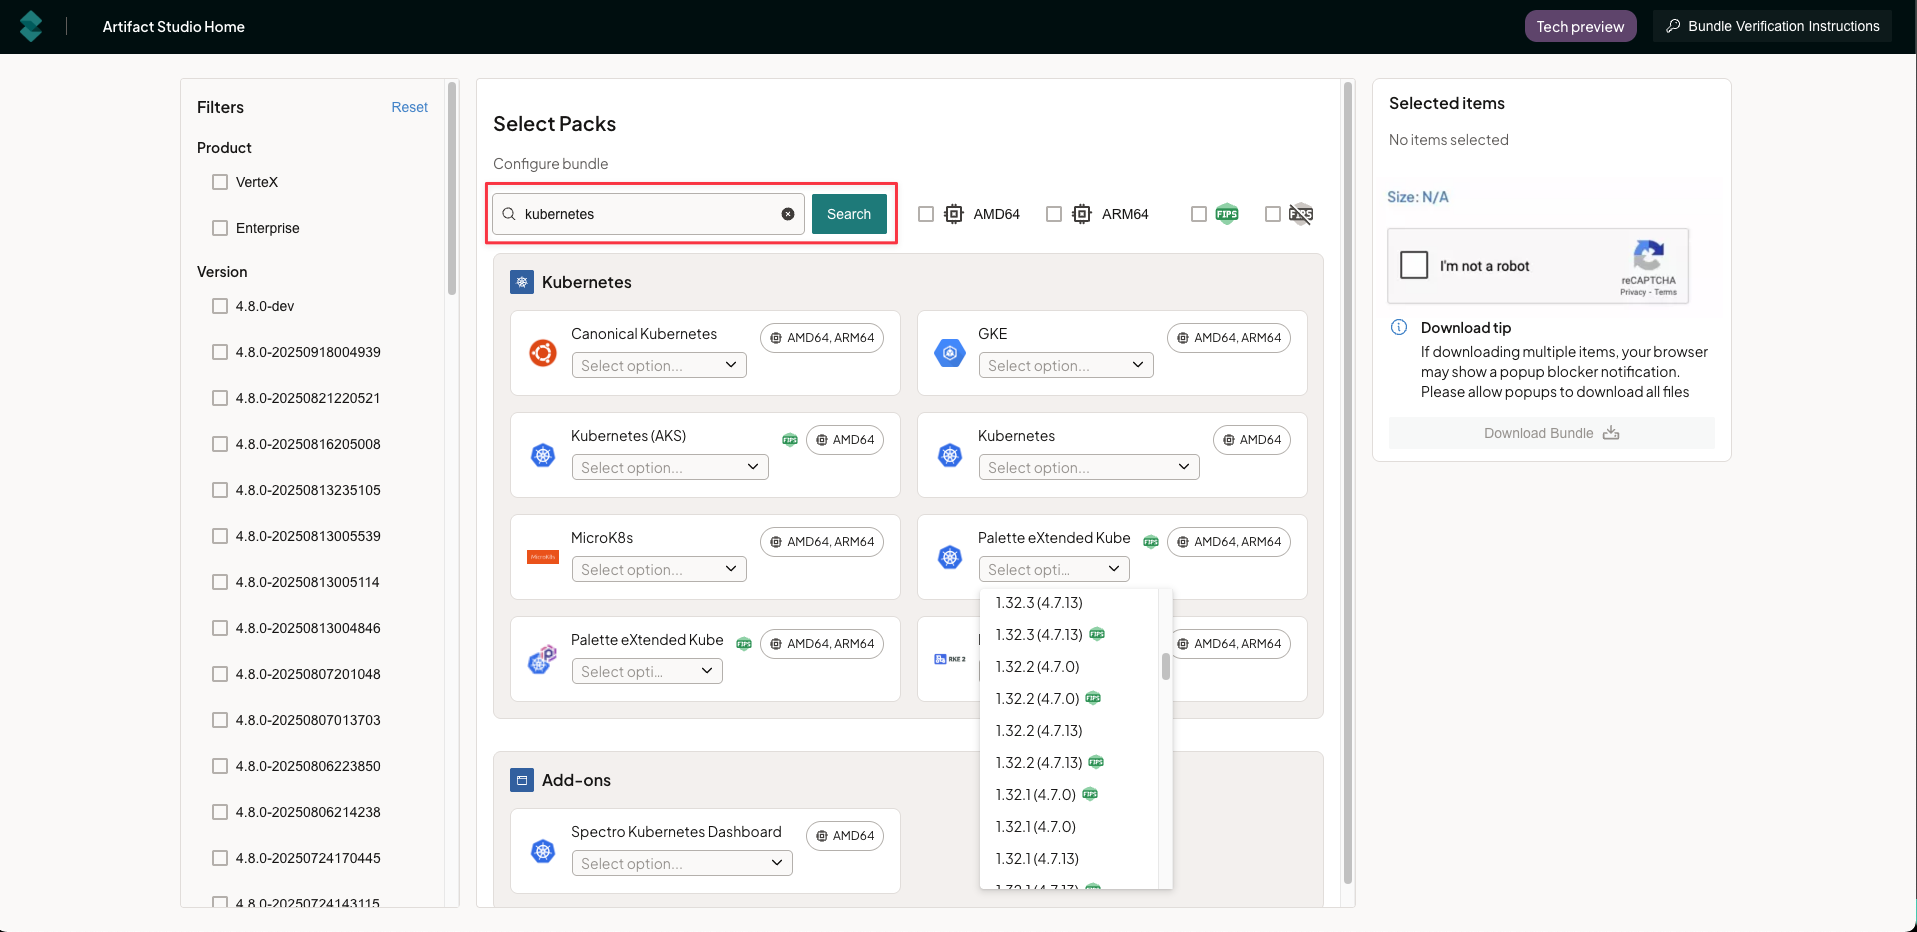 Artifact Studio Home
Tech preview
Bundle Verification Instructions
Filters
Reset
Product
VerteX
Enterprise
Version
4.8.0-dev
4.8.0-20250918004939
4.8.0-20250821220521
4.8.0-20250816205008
4.8.0-20250813235105
4.8.0-20250813005539
4.8.0-20250813005114
4.8.0-20250813004846
4.8.0-20250807201048
4.8.0-20250807013703
4.8.0-20250806223850
4.8.0-20250806214238
4.8.0-20250724170445
4.8.0-20250724143115
Select Packs
Configure bundle
kubernetes
Search
AMD64
ARM64
FIPS
FIPS
Kubernetes
Canonical Kubernetes
AMD64, ARM64
Select option...
GKE
AMD64, ARM64
Select option...
Kubernetes (AKS)
FIPS
AMD64
Select option...
Kubernetes
AMD64
Select option...
MicroK8s
MicroK8s
AMD64, ARM64
Select option...
Palette eXtended Kube
FIPS
AMD64, ARM64
Select opti...
1.32.3 (4.7.13)
1.32.3 (4.7.13) FIPS
1.32.2 (4.7.0)
1.32.2 (4.7.0) FIPS
1.32.2 (4.7.13)
1.32.2 (4.7.13) FIPS
1.32.1 (4.7.0) FIPS
1.32.1 (4.7.0)
1.32.1 (4.7.13)
1.32.1 (4.7.13)
Palette eXtended Kube
FIPS
AMD64, ARM64
Select opti...
RKE 2
AMD64, ARM64
Add-ons
Spectro Kubernetes Dashboard
AMD64
Select option...
Selected items
No items selected
Size: N/A
I'm not a robot
reCAPTCHA
Privacy - Terms
Download tip
If downloading multiple items, your browser
may show a popup blocker notification.
Please allow popups to download all files
Download Bundle